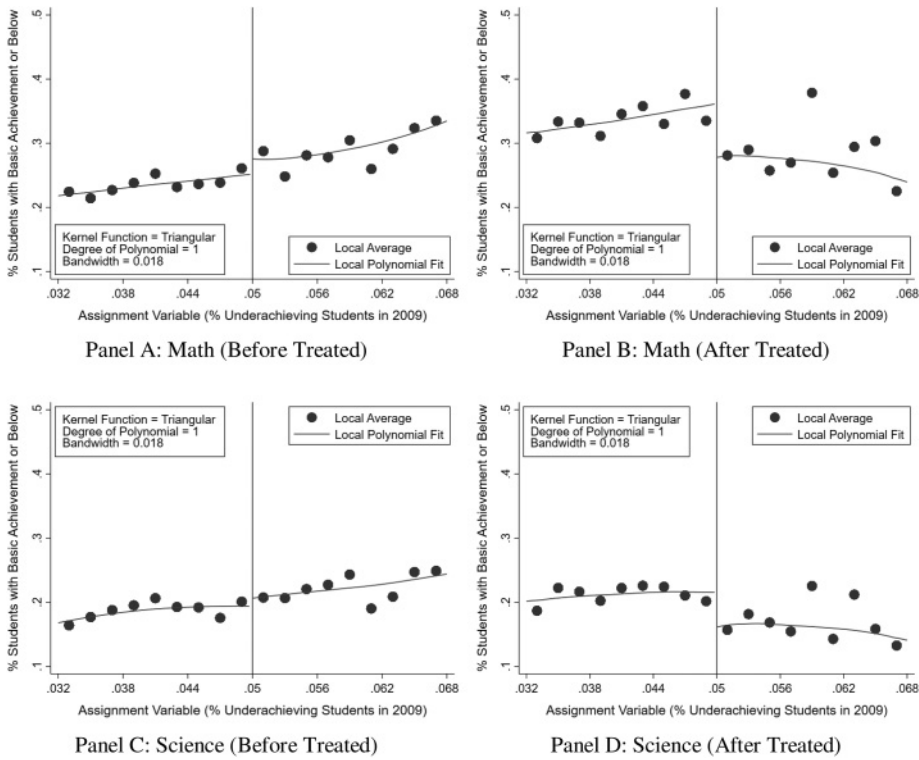 % Students with Basic Achievement or Below
.5
.4
.3
.2
.1
Kernel Function = Triangular
Degree of Polynomial = 1
Bandwidth = 0.018
Local Average
Local Polynomial Fit
.032 .038 .044 .05 .056 .062 .068
Assignment Variable (% Underachieving Students in 2009)
Panel A: Math (Before Treated)
% Students with Basic Achievement or Below
.5
.4
.3
.2
.1
Kernel Function = Triangular
Degree of Polynomial = 1
Bandwidth = 0.018
Local Average
Local Polynomial Fit
.032 .038 .044 .05 .056 .062 .068
Assignment Variable (% Underachieving Students in 2009)
Panel B: Math (After Treated)
% Students with Basic Achievement or Below
.5
.4
.3
.2
.1
Kernel Function = Triangular
Degree of Polynomial = 1
Bandwidth = 0.018
Local Average
Local Polynomial Fit
.032 .038 .044 .05 .056 .062 .068
Assignment Variable (% Underachieving Students in 2009)
Panel C: Science (Before Treated)
% Students with Basic Achievement or Below
.5
.4
.3
.2
.1
Kernel Function = Triangular
Degree of Polynomial = 1
Bandwidth = 0.018
Local Average
Local Polynomial Fit
.032 .038 .044 .05 .056 .062 .068
Assignment Variable (% Underachieving Students in 2009)
Panel D: Science (After Treated)